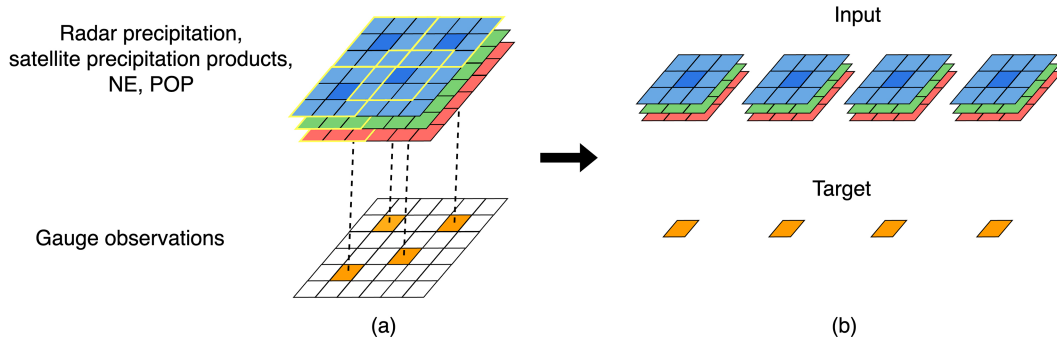 Radar precipitation,
satellite precipitation products,
NE, POP
Gauge observations
(a)
Input
Target
(b)